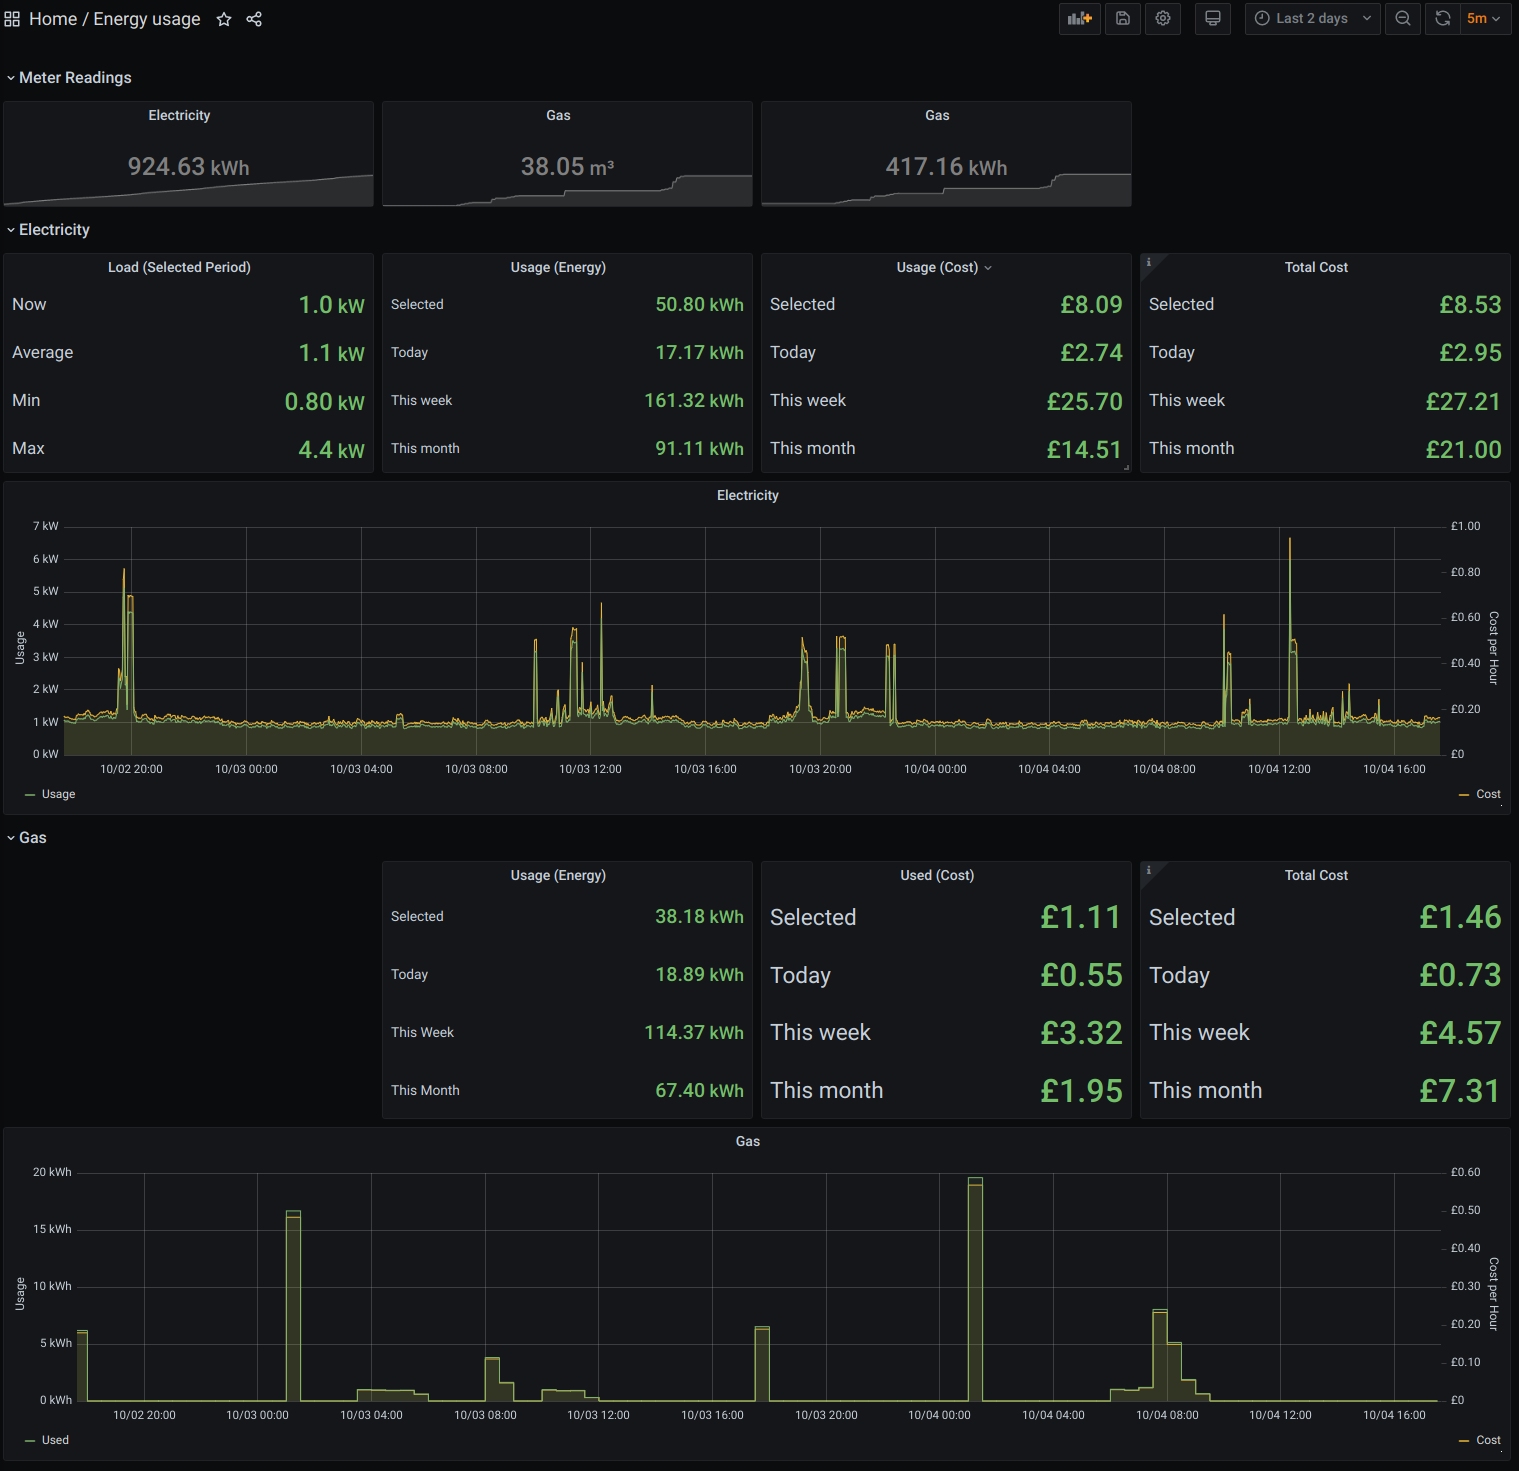 Home / Energy usage
Last 2 days
5m
Meter Readings
Electricity
924.63 kWh
Gas
38.05 m³
Gas
417.16 kWh
Electricity
Load (Selected Period)
Now 1.0 kW
Average 1.1 kW
Min 0.80 kW
Max 4.4 kW
Usage (Energy)
Selected 50.80 kWh
Today 17.17 kWh
This week 161.32 kWh
This month 91.11 kWh
Usage (Cost)
Selected £8.09
Today £2.74
This week £25.70
This month £14.51
i
Total Cost
Selected £8.53
Today £2.95
This week £27.21
This month £21.00
Electricity
7 kW
6 kW
5 kW
4 kW
3 kW
2 kW
1 kW
0 kW
Usage
£1.00
£0.80
£0.60
£0.40
£0.20
£0
Cost per Hour
10/02 20:00 10/03 00:00 10/03 04:00 10/03 08:00 10/03 12:00 10/03 16:00 10/03 20:00 10/04 00:00 10/04 04:00 10/04 08:00 10/04 12:00 10/04 16:00
Usage
Cost
Gas
Usage (Energy)
Selected 38.18 kWh
Today 18.89 kWh
This Week 114.37 kWh
This Month 67.40 kWh
Used (Cost)
Selected £1.11
Today £0.55
This week £3.32
This month £1.95
i
Total Cost
Selected £1.46
Today £0.73
This week £4.57
This month £7.31
Gas
20 kWh
15 kWh
10 kWh
5 kWh
0 kWh
Usage
£0.60
£0.50
£0.40
£0.30
£0.20
£0.10
£0
Cost per Hour
10/02 20:00 10/03 00:00 10/03 04:00 10/03 08:00 10/03 12:00 10/03 16:00 10/03 20:00 10/04 00:00 10/04 04:00 10/04 08:00 10/04 12:00 10/04 16:00
Used
Cost